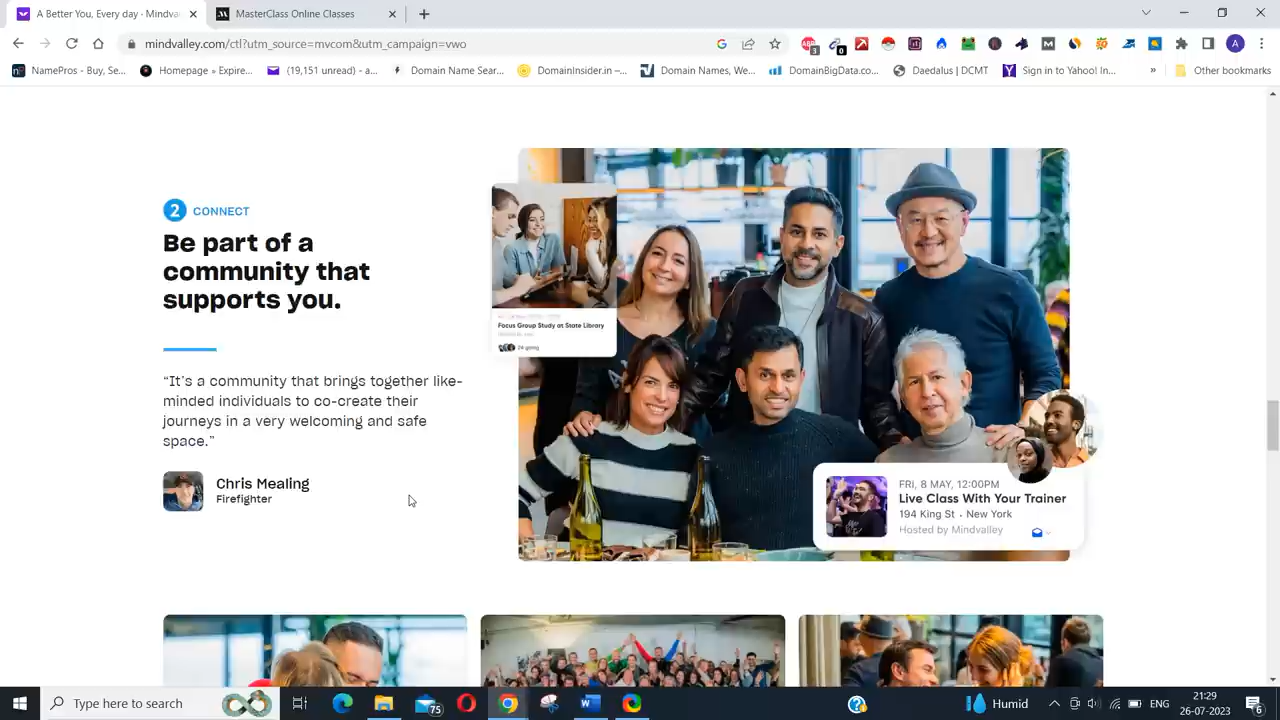 A Better You, Every day - Mindva
MasterClass Online Classes
mindvalley.com/ctl?utm_source=mvcom&utm_campaign=vwo
NamePros - Buy, Se...
Homepage » Expire...
(19,151 unread) - a...
Domain Name Sear...
DomainInsider.in –...
Domain Names, We...
DomainBigData.co...
Daedalus | DCMT
Sign in to Yahoo! In...
»
Other bookmarks
2 CONNECT
Be part of a
community that
supports you.
“It’s a community that brings together like-
minded individuals to co-create their
journeys in a very welcoming and safe
space.”
Chris Mealing
Firefighter
Focus Group Study at State Library
24 going
FRI, 8 MAY, 12:00PM
Live Class With Your Trainer
194 King St . New York
Hosted by Mindvalley
Type here to search
75
Humid
ENG
21:29
26-07-2023
6